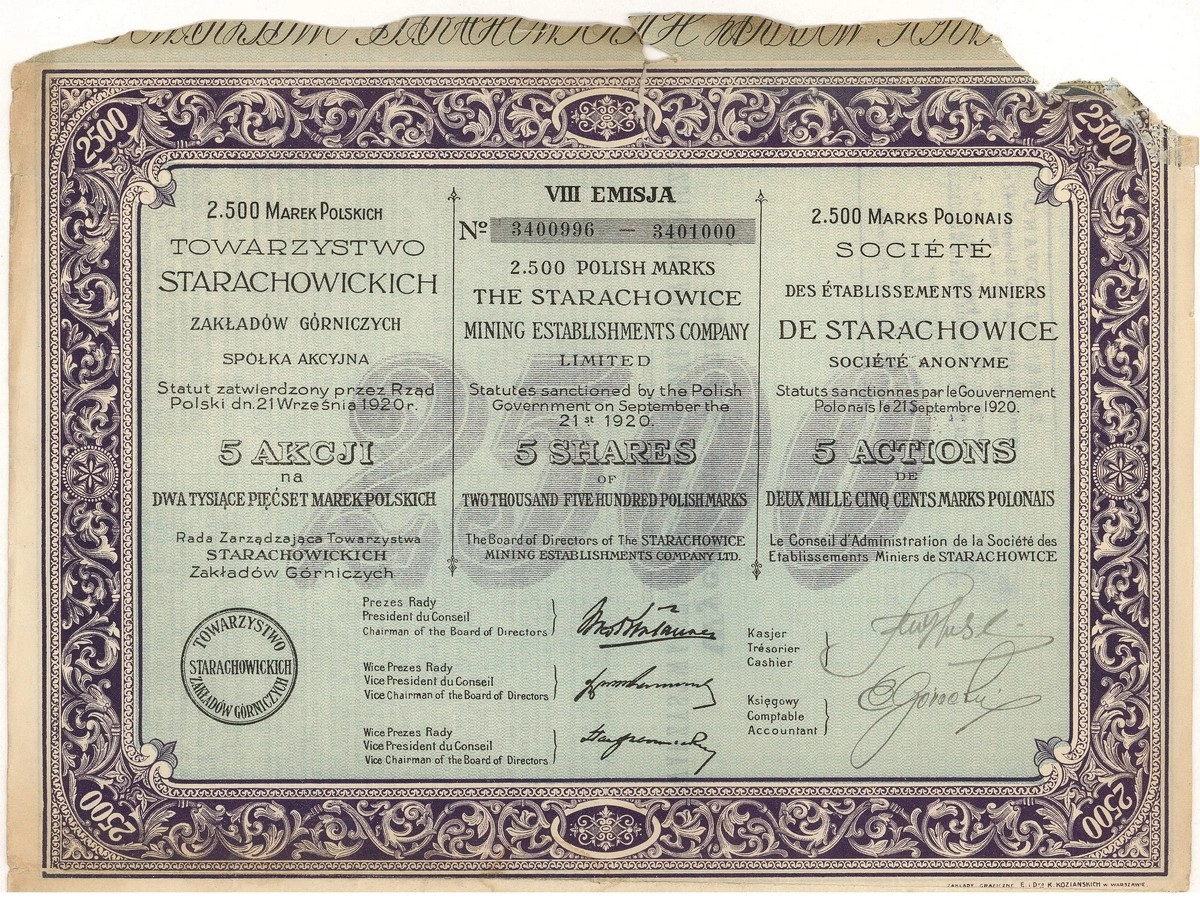 2500
2500
2.500 MAREK POLSKICH
TOWARZYSTWO
STARACHOWICKICH
ZAKŁADÓW GÓRNICZYCH
SPÓŁKA AKCYJNA
Statut zatwierdzony przez Rząd
Polski dn. 21 Września 1920 r.
5 AKCJI
na
DWA TYSIĄCE PIĘĆSET MAREK POLSKICH
Rada Zarządzająca Towarzystwa
STARACHOWICKICH
Zakładów Górniczych
VIII EMISJA
№ 3400996 — 3401000
2.500 POLISH MARKS
THE STARACHOWICE
MINING ESTABLISHMENTS COMPANY
LIMITED
Statutes sanctioned by the Polish
Government on September the
21st 1920.
5 SHARES
OF
TWO THOUSAND FIVE HUNDRED POLISH MARKS
The Board of Directors of The STARACHOWICE
MINING ESTABLISHMENTS COMPANY LTD.
2.500 MARKS POLONAIS
SOCIÉTÉ
DES ÉTABLISSEMENTS MINIERS
DE STARACHOWICE
SOCIÉTÉ ANONYME
Statuts sanctionnes par le Gouvernement
Polonais le 21 Septembre 1920.
5 ACTIONS
DE
DEUX MILLE CINQ CENTS MARKS POLONAIS
Le Conseil d'Administration de la Société des
Etablissements Miniers de STARACHOWICE
2500
TOWARZYSTWO
STARACHOWICKICH
ZAKŁADÓW GÓRNICZYCH
Prezes Rady
President du Conseil
Chairman of the Board of Directors
Wice Prezes Rady
Vice President du Conseil
Vice Chairman of the Board of Directors
Wice Prezes Rady
Vice President du Conseil
Vice Chairman of the Board of Directors
Kasjer
Trésorier
Cashier
Księgowy
Comptable
Accountant
2500
2500
ZAKŁADY GRAFICZNE E. i Dra K. KOZIAŃSKICH w WARSZAWIE